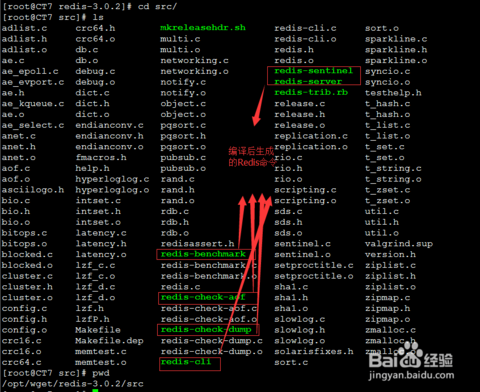 [root@CT7 redis-3.0.2]# cd src/
[root@CT7 src]# ls
adlist.c crc64.h mkreleasehdr.sh redis-cli.c sort.o
adlist.h crc64.o multi.c redis-cli.o sparkline.c
adlist.o db.c multi.o redis.h sparkline.h
ae.c db.o networking.c redis.o sparkline.o
ae_epoll.c debug.c networking.o redis-sentinel syncio.c
ae_evport.c debug.o notify.c redis-server syncio.o
ae.h dict.c notify.o redis-trib.rb testhelp.h
ae_kqueue.c dict.h object.c release.c t_hash.c
ae.o dict.o object.o release.h t_hash.o
ae_select.c endianconv.c pqsort.c release.o t_list.c
anet.c endianconv.h pqsort.h replication.c t_list.o
anet.h endianconv.o pqsort.o replication.o t_set.c
anet.o fmacros.h pubsub.c rio.c t_set.o
aof.c help.h pubsub.o rio.h t_string.c
aof.o hyperloglog.c rand.c rio.o t_string.o
asciilogo.h hyperloglog.o rand.h scripting.c t_zset.c
bio.c intset.c rand.o scripting.o t_zset.o
bio.h intset.h rdb.c sds.c util.c
bio.o intset.o rdb.h sds.h util.h
bitops.c latency.c rdb.o sds.o util.o
bitops.o latency.h redisassert.h sentinel.c valgrind.sup
blocked.c latency.o redis-benchmark sentinel.o version.h
blocked.o lzf_c.c redis-benchmark.c setproctitle.c ziplist.c
cluster.c lzf_c.o redis-benchmark.o setproctitle.o ziplist.h
cluster.h lzf_d.c redis.c sha1.c ziplist.o
cluster.o lzf_d.o redis-check-aof sha1.h zipmap.c
config.c lzf.h redis-check-aof.c sha1.o zipmap.h
config.h lzfP.h redis-check-aof.o slowlog.c zipmap.o
config.o Makefile redis-check-dump slowlog.h zmalloc.c
crc16.c Makefile.dep redis-check-dump.c slowlog.o zmalloc.h
crc16.o memtest.c redis-check-dump.o solarisfixes.h zmalloc.o
crc64.c memtest.o redis-cli sort.c
编译后生成
的Redis命令
[root@CT7 src]# pwd
/opt/wget/redis-3.0.2/src
Baidu 经验